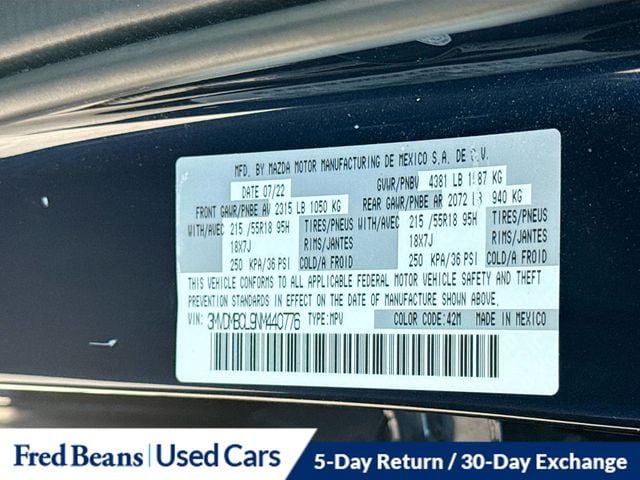 MFD. BY MAZDA MOTOR MANUFACTURING DE MEXICO S.A. DE C.V.
DATE 07/22 GVWR/PNBV 4381 LB 1987 KG
FRONT GAWR/PNBE AV 2315 LB 1050 KG REAR GAWR/PNBE AR 2072 LB 940 KG
WITH/AVEC 215 /55R18 95H TIRES/PNEUS WITH/AVEC 215 /55R18 95H TIRES/PNEUS
18X7J RIMS/JANTES 18X7J RIMS/JANTES
250 KPA/36 PSI COLD/A FROID 250 KPA/36 PSI COLD/A FROID
THIS VEHICLE CONFORMS TO ALL APPLICABLE FEDERAL MOTOR VEHICLE SAFETY AND THEFT
PREVENTION STANDARDS IN EFFECT ON THE DATE OF MANUFACTURE SHOWN ABOVE.
VIN: TYPE:MPV COLOR CODE:42M MADE IN MEXICO
Fred Beans Used Cars 5-Day Return / 30-Day Exchange